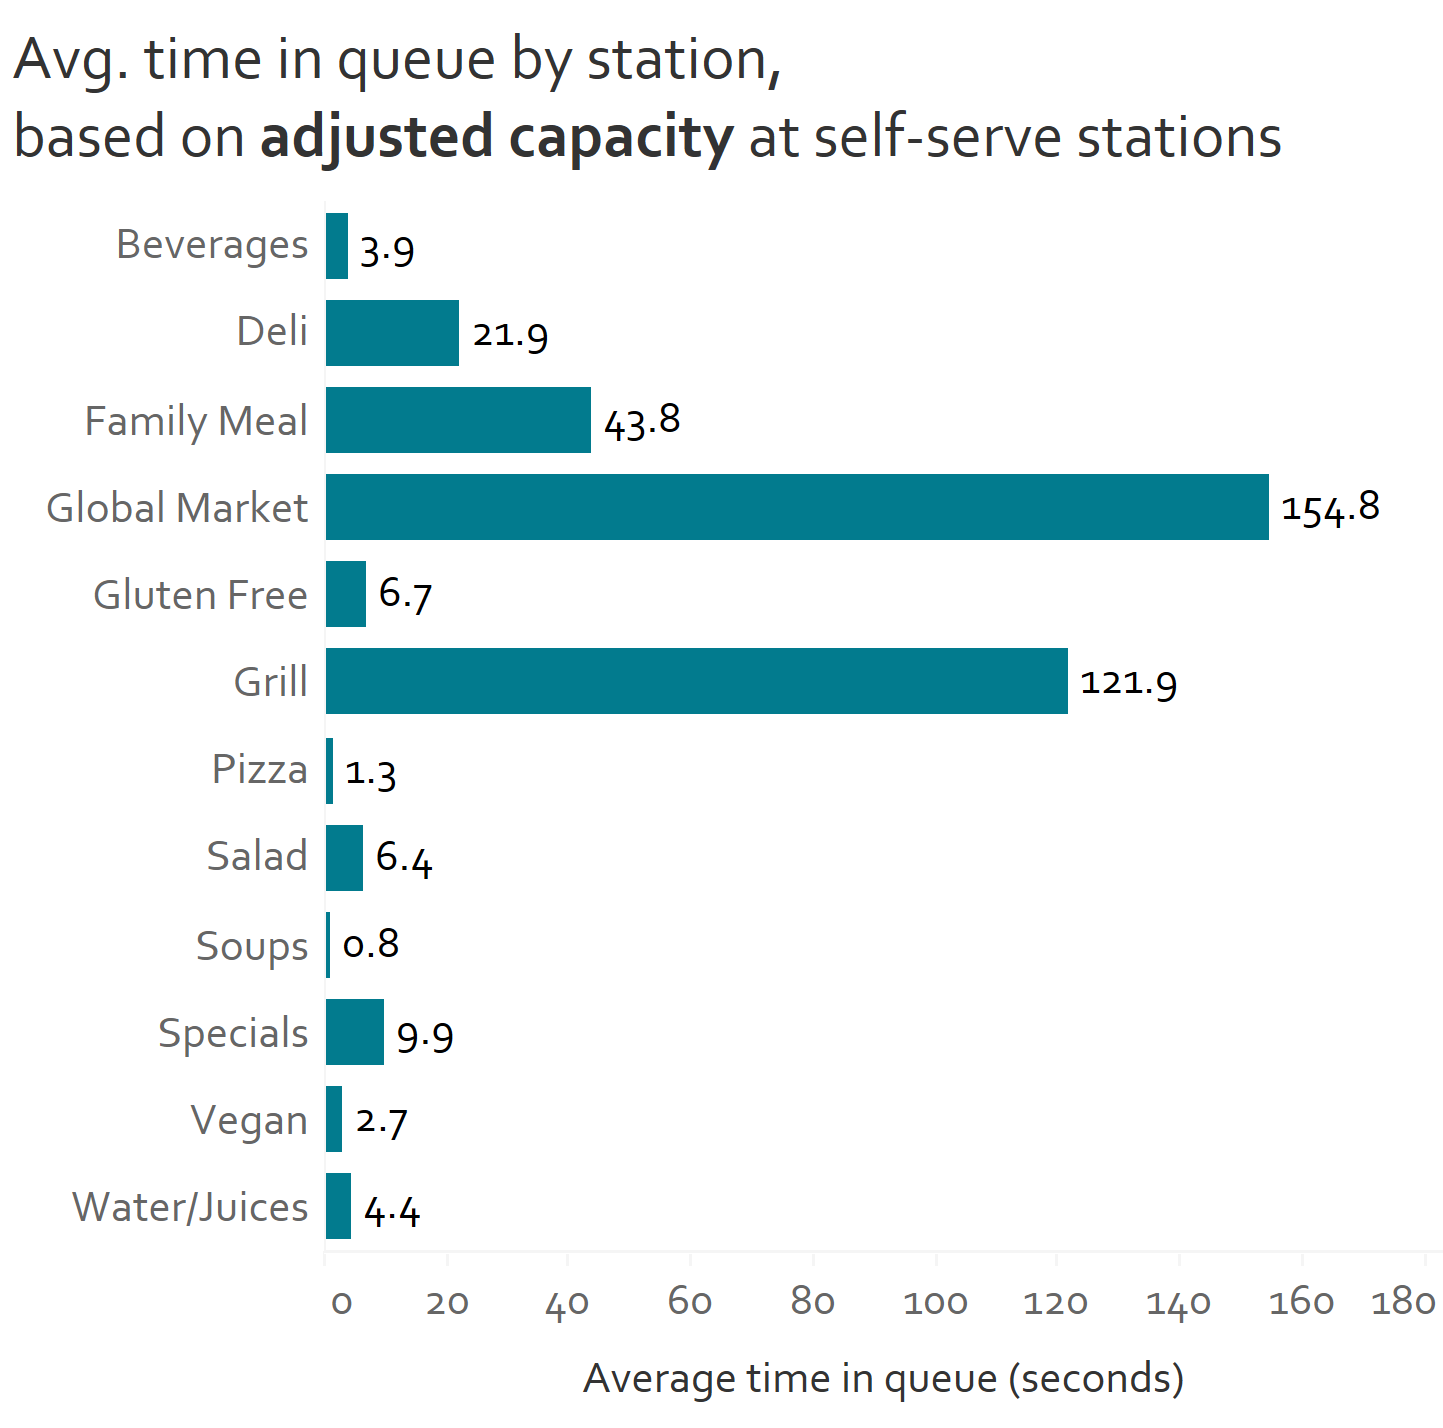 Avg. time in queue by station,
based on adjusted capacity at self-serve stations
Beverages 3.9
Deli 21.9
Family Meal 43.8
Global Market 154.8
Gluten Free 6.7
Grill 121.9
Pizza 1.3
Salad 6.4
Soups 0.8
Specials 9.9
Vegan 2.7
Water/Juices 4.4
0 20 40 60 80 100 120 140 160 180
Average time in queue (seconds)